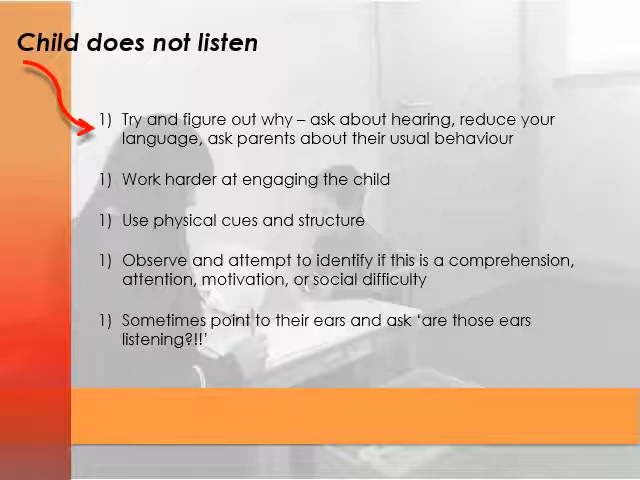 Child does not listen
1) Try and figure out why – ask about hearing, reduce your
language, ask parents about their usual behaviour
1) Work harder at engaging the child
1) Use physical cues and structure
1) Observe and attempt to identify if this is a comprehension,
attention, motivation, or social difficulty
1) Sometimes point to their ears and ask ‘are those ears
listening?!!’